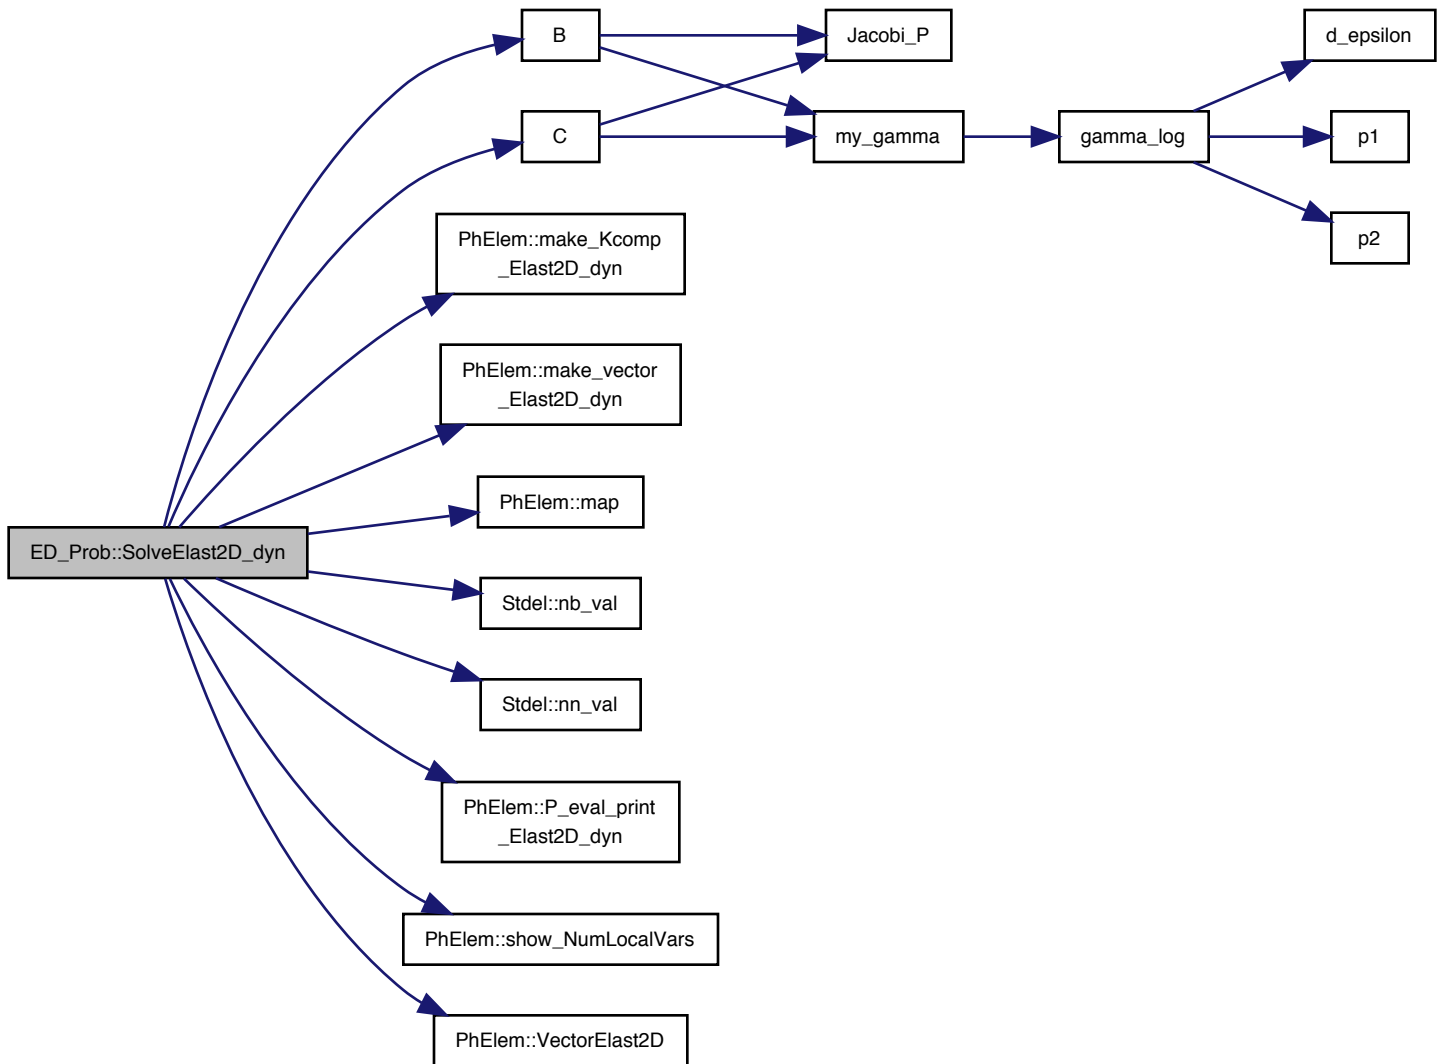 B
Jacobi_P
d_epsilon
C
my_gamma
gamma_log
p1
p2
PhElem::make_Kcomp
_Elast2D_dyn
PhElem::make_vector
_Elast2D_dyn
PhElem::map
ED_Prob::SolveElast2D_dyn
Stdel::nb_val
Stdel::nn_val
PhElem::P_eval_print
_Elast2D_dyn
PhElem::show_NumLocalVars
PhElem::VectorElast2D